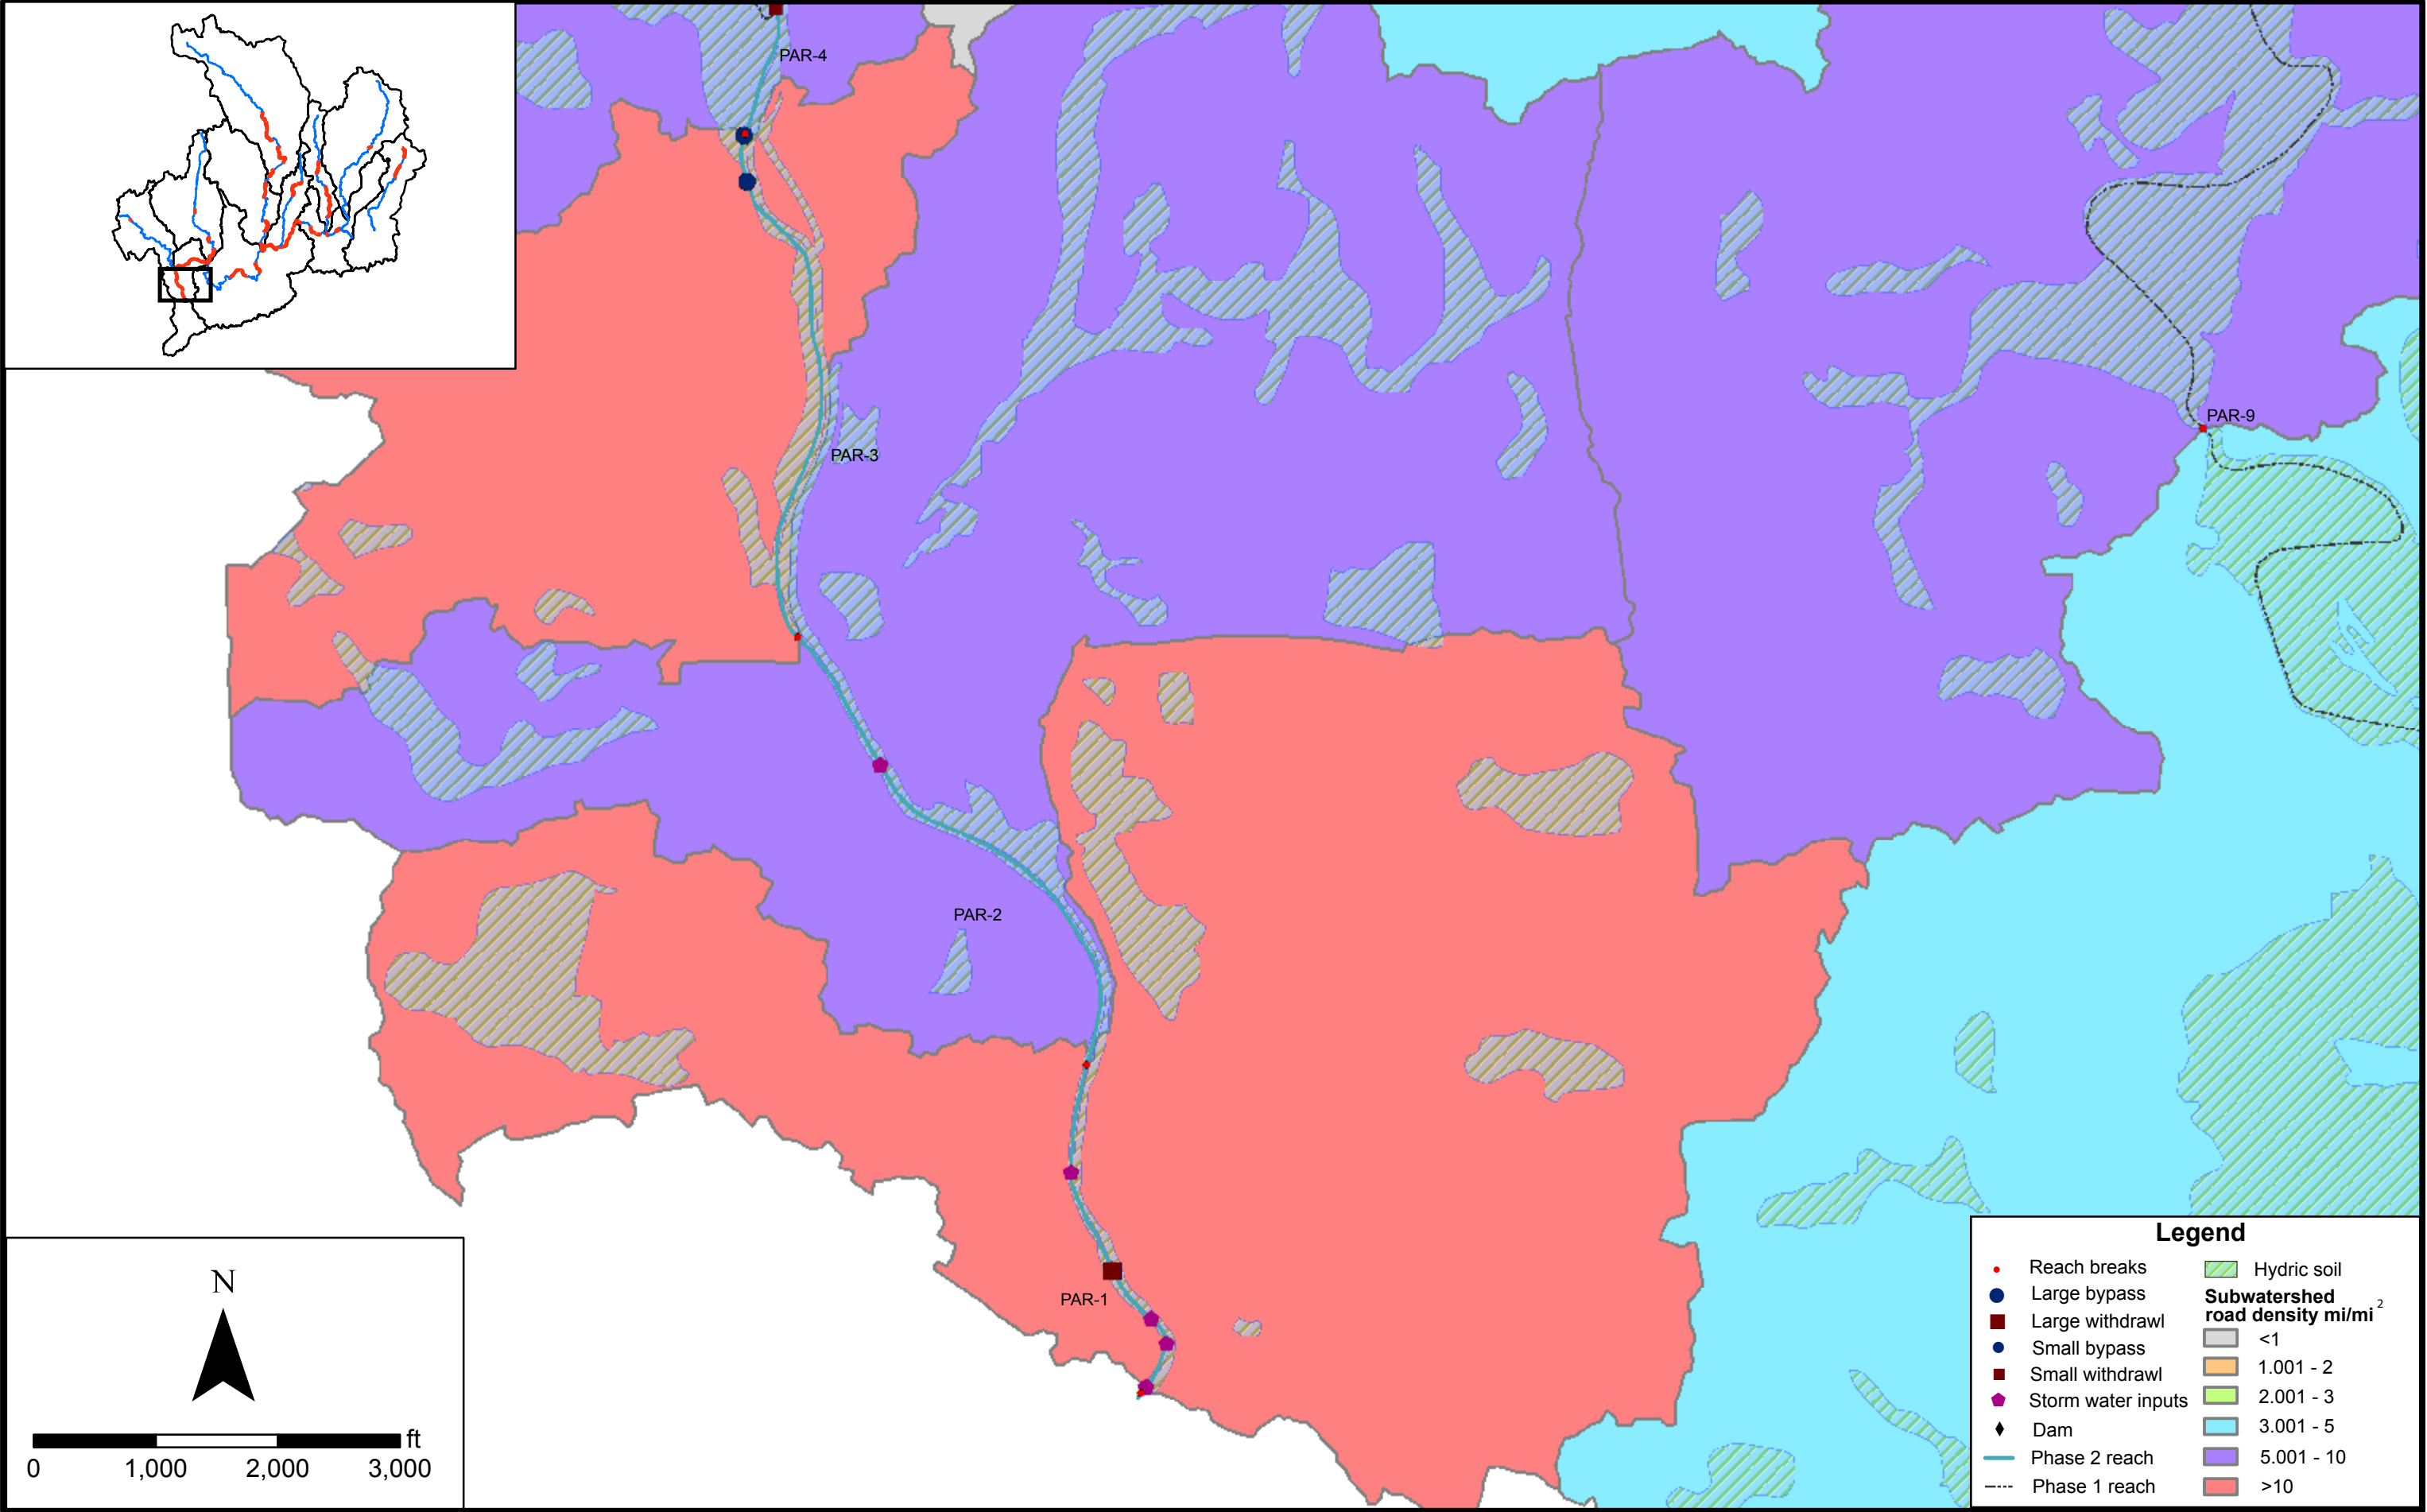 PAR-4
PAR-9
PAR-3
PAR-2
PAR-1
N
ft
0 1,000 2,000 3,000
Legend
Reach breaks
Large bypass
Large withdrawl
Small bypass
Small withdrawl
Storm water inputs
Dam
Phase 2 reach
Phase 1 reach
Hydric soil
Subwatershed
road density mi/mi 2
<1
1.001 - 2
2.001 - 3
3.001 - 5
5.001 - 10
>10